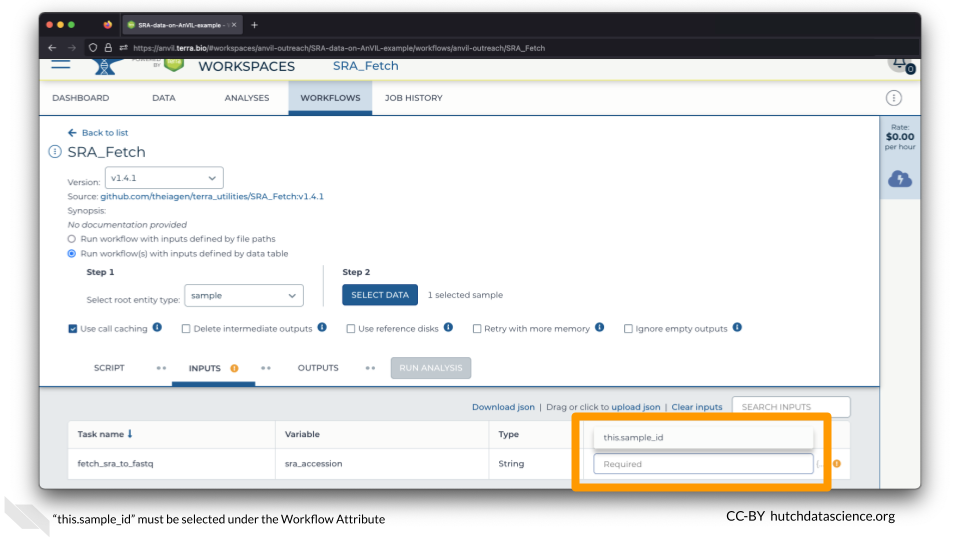 SRA-data-on-AnVIL-example –
https://anvil.terra.bio/#workspaces/anvil-outreach/SRA-data-on-AnVIL-example/workflows/anvil-outreach/SRA_Fetch
BY
WORKSPACES SRA_Fetch
0
DASHBOARD DATA ANALYSES WORKFLOWS JOB HISTORY
Rate:
$0.00
per hour
Back to list
SRA_Fetch
Version: v1.4.1
Source: github.com/theiagen/terra_utilities/SRA_Fetch:v1.4.1
Synopsis:
No documentation provided
Run workflow with inputs defined by file paths
Run workflow(s) with inputs defined by data table
Step 1 Step 2
Select root entity type: sample SELECT DATA 1 selected sample
Use call caching Delete intermediate outputs Use reference disks Retry with more memory Ignore empty outputs
SCRIPT INPUTS OUTPUTS RUN ANALYSIS
Download json | Drag or click to upload json | Clear inputs SEARCH INPUTS
Task name Variable Type
this.sample_id
fetch_sra_to_fastq sra_accession String Required {...
"this.sample_id" must be selected under the Workflow Attribute
CC-BY hutchdatascience.org